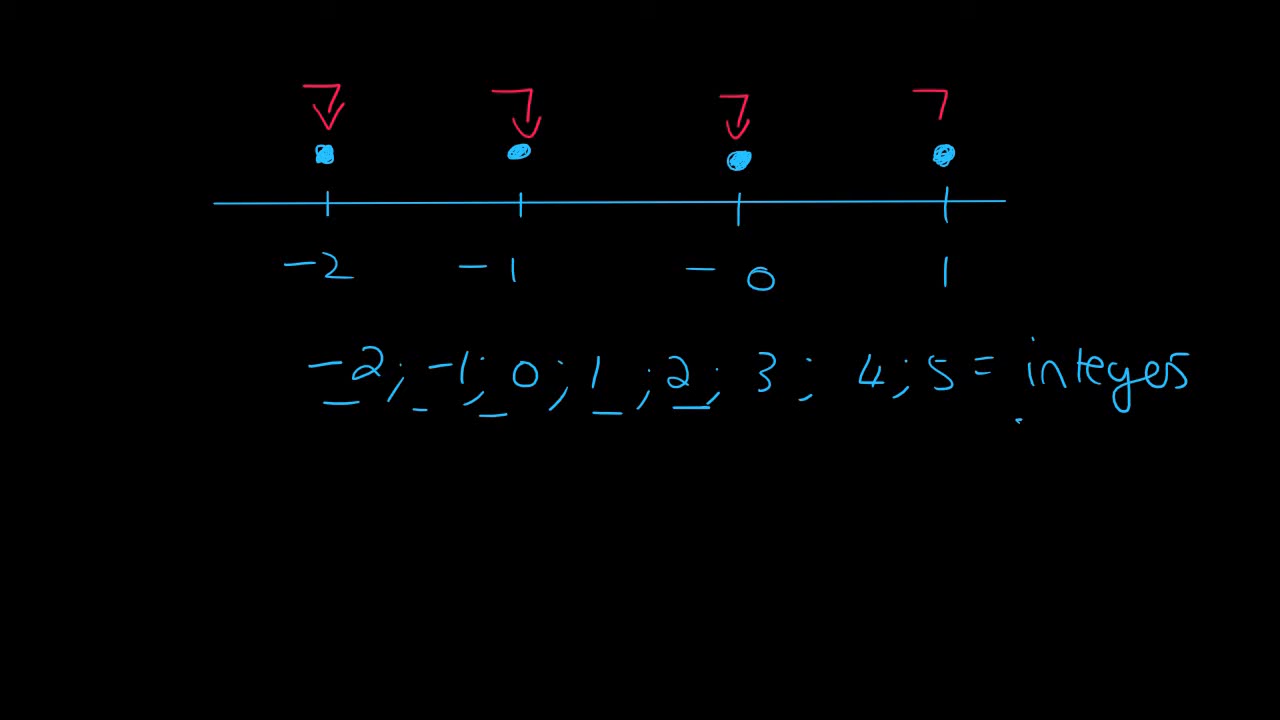 -2 -1 - 0 1
-2; -1; 0; 1; 2; 3; 4; 5 = integers